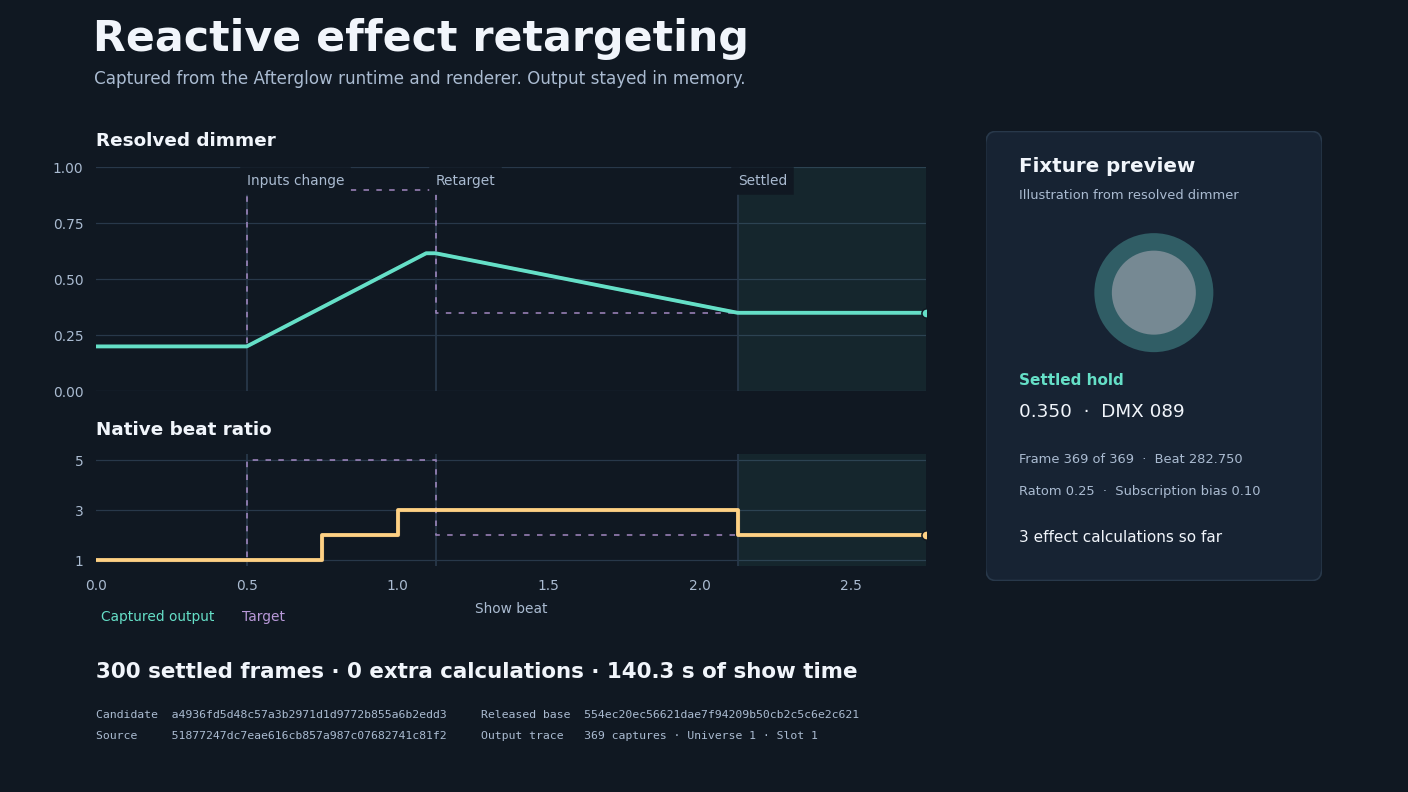 Reactive effect retargeting
Captured from the Afterglow runtime and renderer. Output stayed in memory.
Resolved dimmer
1.00
0.75
0.50
0.25
0.00
Inputs change
Retarget
Settled
Native beat ratio
5
3
1
0.0 0.5 1.0 1.5 2.0 2.5
Show beat
Captured output Target
Fixture preview
Illustration from resolved dimmer
Settled hold
0.350 · DMX 089
Frame 369 of 369 · Beat 282.750
Ratom 0.25 · Subscription bias 0.10
3 effect calculations so far
300 settled frames · 0 extra calculations · 140.3 s of show time
Candidate a4936fd5d48c57a3b2971d1d9772b855a6b2edd3 Released base 554ec20ec56621dae7f94209b50cb2c5c6e2c621
Source 51877247dc7eae616cb857a987c07682741c81f2 Output trace 369 captures · Universe 1 · Slot 1